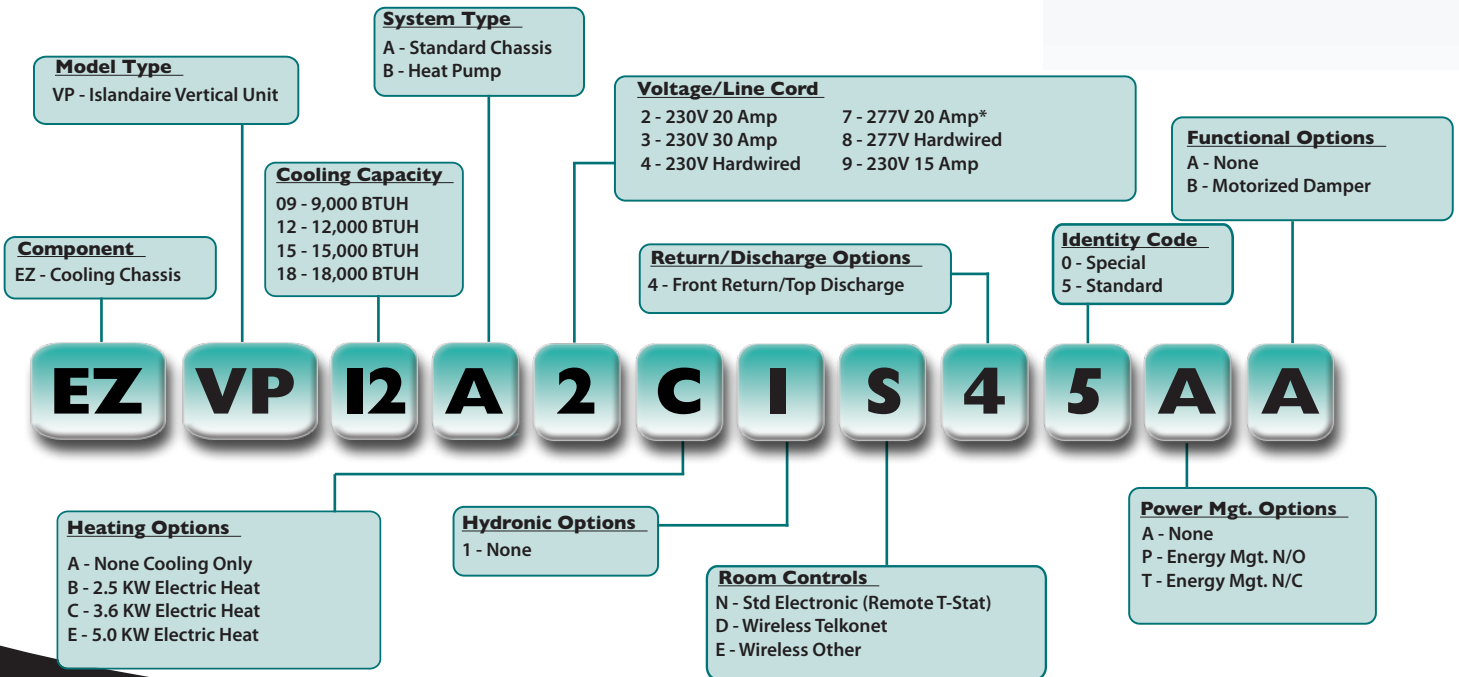 System Type
A - Standard Chassis
B - Heat Pump
Model Type
VP - Islandaire Vertical Unit
Voltage/Line Cord
2 - 230V 20 Amp
3 - 230V 30 Amp
4 - 230V Hardwired
7 - 277V 20 Amp*
8 - 277V Hardwired
9 - 230V 15 Amp
Functional Options
A - None
B - Motorized Damper
Cooling Capacity
09 - 9,000 BTUH
12 - 12,000 BTUH
15 - 15,000 BTUH
18 - 18,000 BTUH
Component
EZ - Cooling Chassis
Return/Discharge Options
4 - Front Return/Top Discharge
Identity Code
0 - Special
5 - Standard
EZ VP 12 A 2 C 1 S 4 5 A A
Heating Options
A - None Cooling Only
B - 2.5 KW Electric Heat
C - 3.6 KW Electric Heat
E - 5.0 KW Electric Heat
Hydronic Options
1 - None
Room Controls
N - Std Electronic (Remote T-Stat)
D - Wireless Telkonet
E - Wireless Other
Power Mgt. Options
A - None
P - Energy Mgt. N/O
T - Energy Mgt. N/C